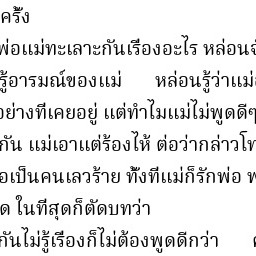 ครั้ง
พ่อแม่ทะเลาะกันเรื่องอะไร หล่อนจ
รู้อารมณ์ของแม่ หล่อนรู้ว่าแม่
อย่างที่เคยอยู่ แต่ทำไมแม่ไม่พูดดีๆ
กัน แม่เอาแต่ร้องไห้ ต่อว่ากล่าวโท
อเป็นคนเลวร้าย ทั้งที่แม่ก็รักพ่อ พ
ด ในที่สุดก็ตัดบทว่า
กันไม่รู้เรื่องก็ไม่ต้องพูดดีกว่า